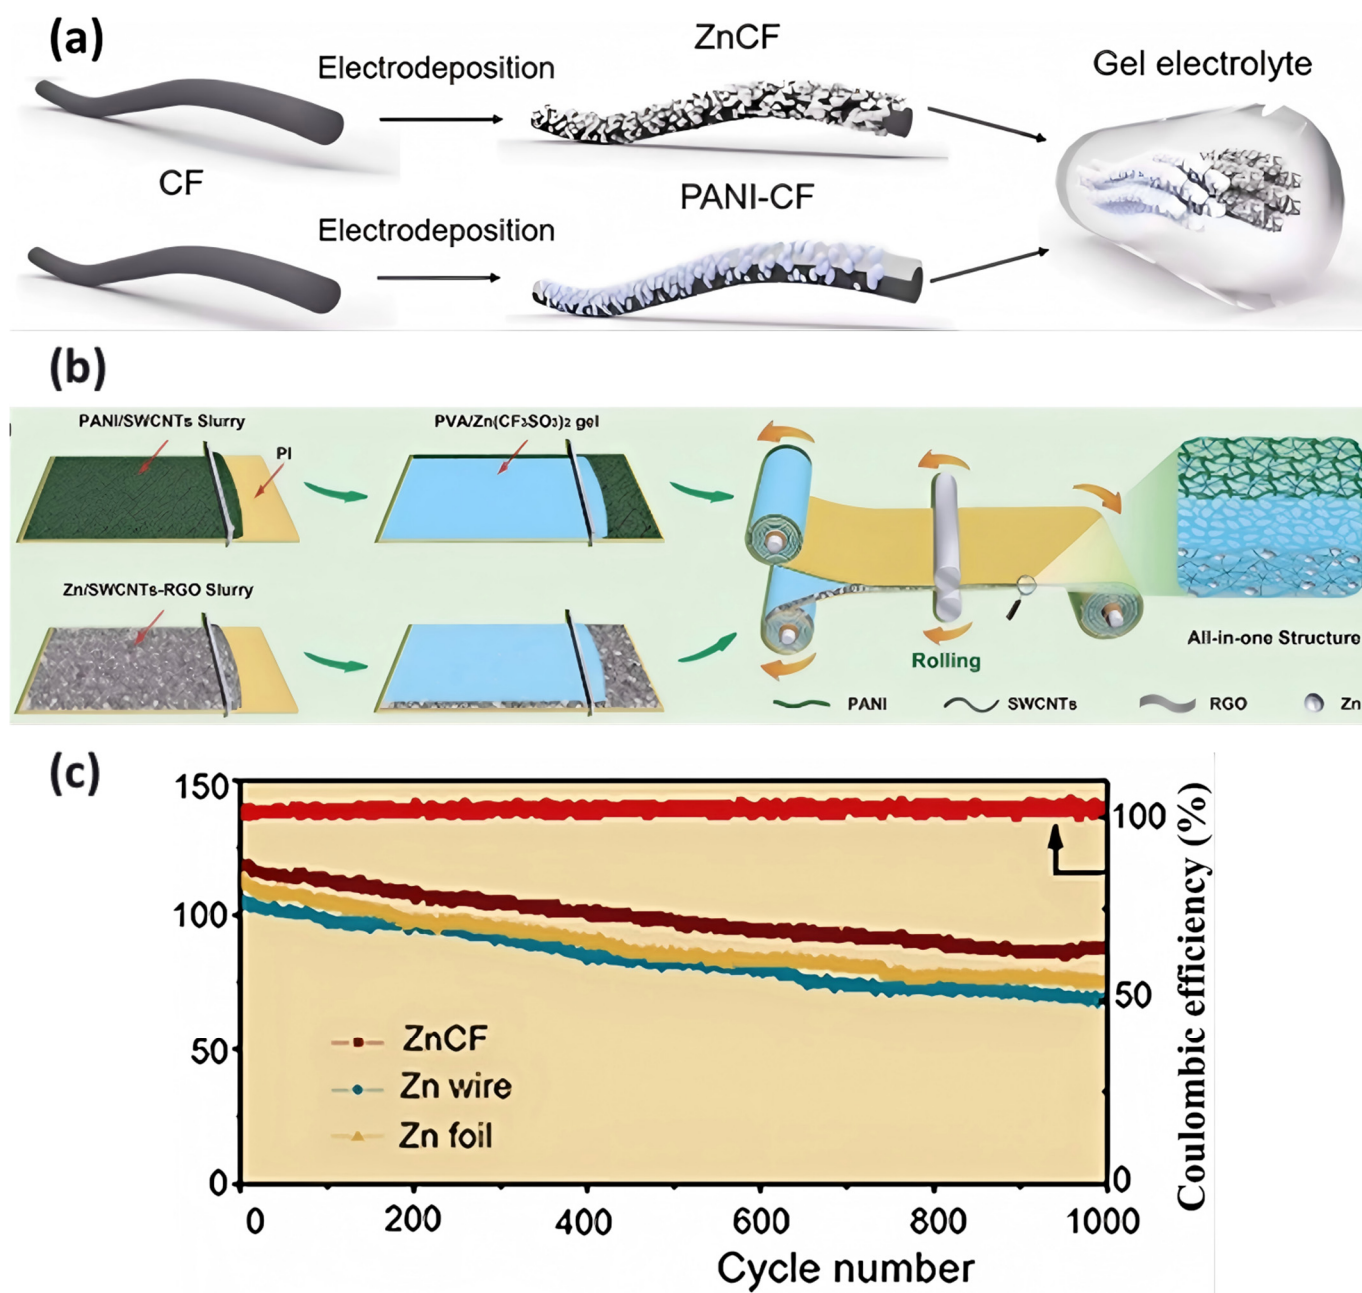 (a)
ZnCF
Electrodeposition
Gel electrolyte
CF
PANI-CF
Electrodeposition
(b)
PANI/SWCNTs Slurry
PI
PVA/Zn(CF₃SO₃)₂ gel
Zn/SWCNTs-RGO Slurry
Rolling
All-in-one Structure
PANI
SWCNTs
RGO
Zn
(c)
150
100
50
0
100
50
0
Coulombic efficiency (%)
ZnCF
Zn wire
Zn foil
0 200 400 600 800 1000
Cycle number